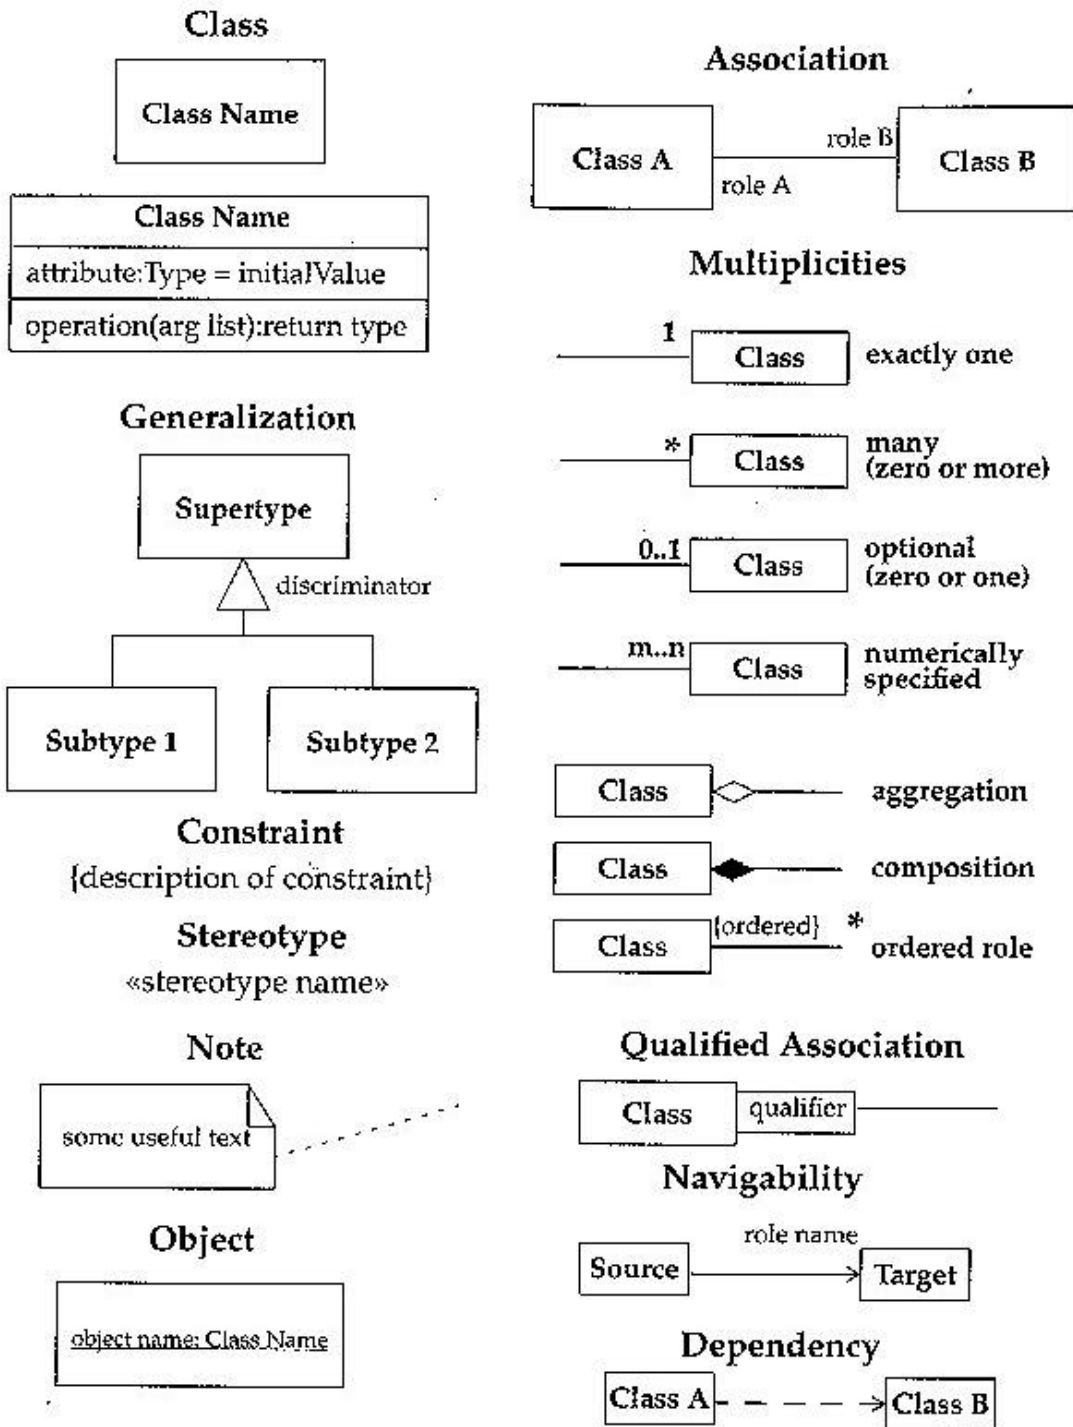 Class
Class Name
Class Name
attribute:Type = initialValue
operation(arg list):return type
Generalization
Supertype
discriminator
Subtype 1
Subtype 2
Constraint
{description of constraint}
Stereotype
«stereotype name»
Note
some useful text
Object
object name: Class Name
Association
Class A
role B
role A
Class B
Multiplicities
1
Class
exactly one
*
Class
many
(zero or more)
0..1
Class
optional
(zero or one)
m..n
Class
numerically
specified
Class
aggregation
Class
composition
Class
{ordered}
*
ordered role
Qualified Association
Class
qualifier
Navigability
role name
Source
Target
Dependency
Class A
Class B